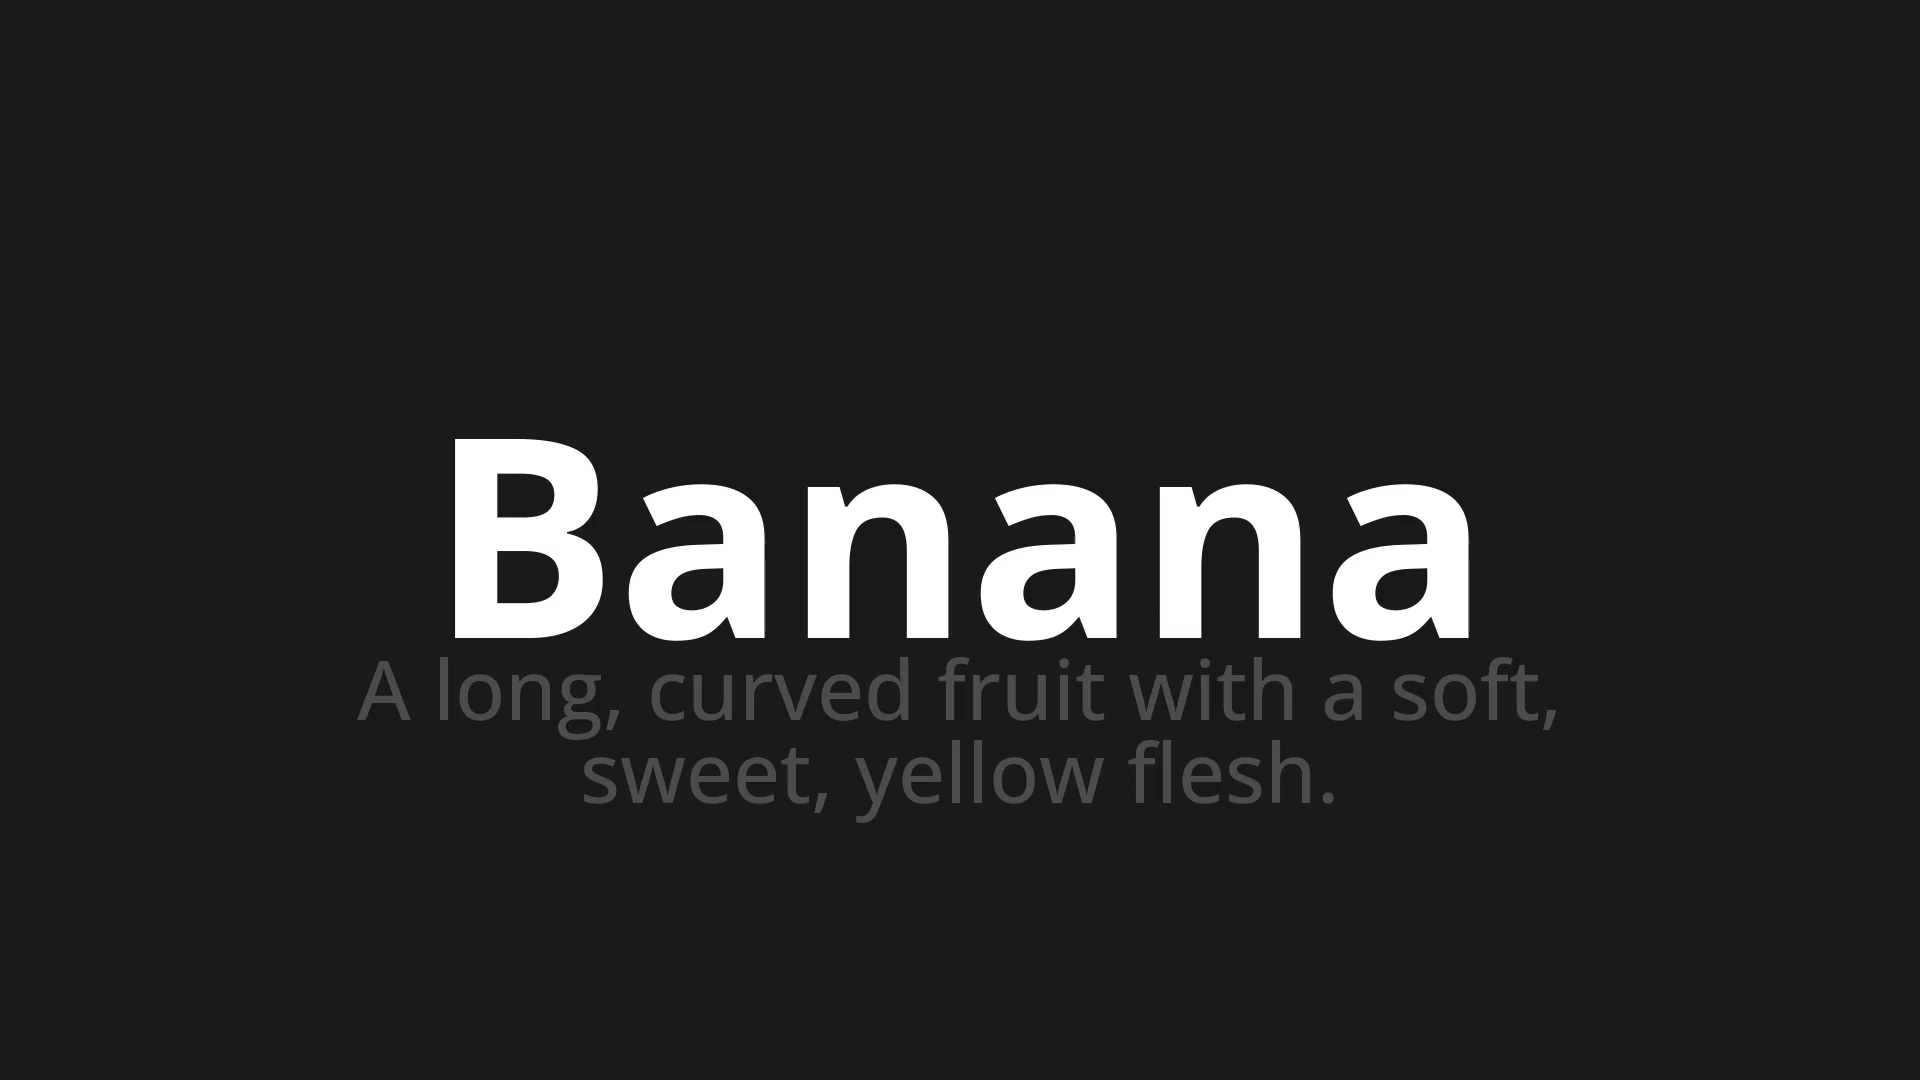 Banana
A long, curved fruit with a soft,
sweet, yellow flesh.